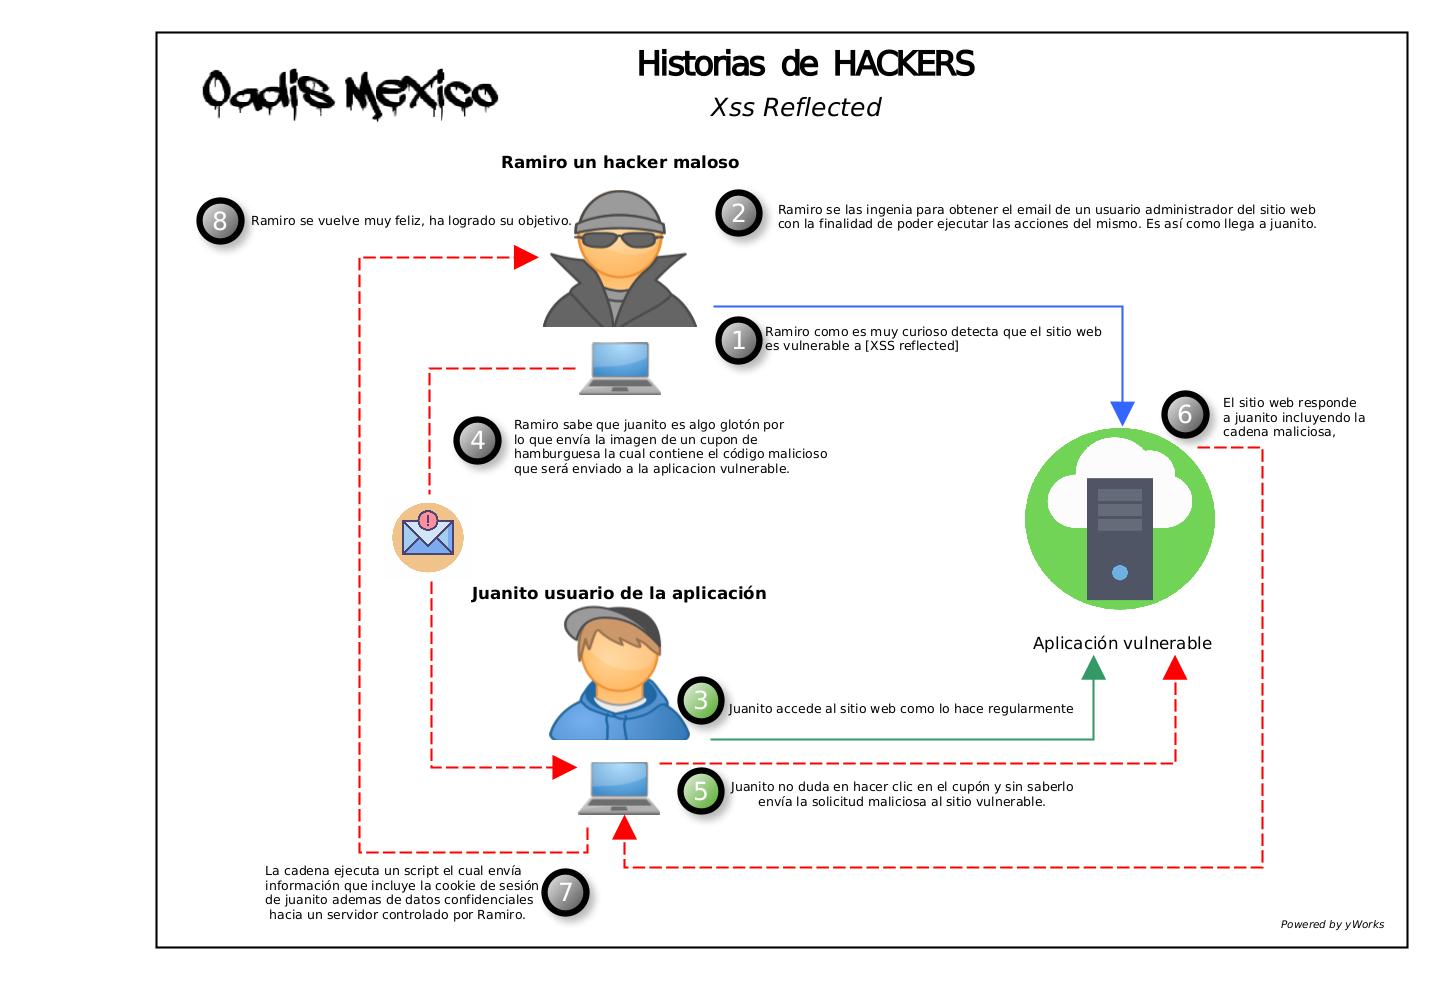 Oadis Mexico
Historias de HACKERS
Xss Reflected
Ramiro un hacker maloso
8
Ramiro se vuelve muy feliz, ha logrado su objetivo.
2
Ramiro se las ingenia para obtener el email de un usuario administrador del sitio web
con la finalidad de poder ejecutar las acciones del mismo. Es así como llega a juanito.
1
Ramiro como es muy curioso detecta que el sitio web
es vulnerable a [XSS reflected]
6
El sitio web responde
a juanito incluyendo la
cadena maliciosa,
4
Ramiro sabe que juanito es algo glotón por
lo que envía la imagen de un cupon de
hamburguesa la cual contiene el código malicioso
que será enviado a la aplicacion vulnerable.
!
Juanito usuario de la aplicación
Aplicación vulnerable
3
Juanito accede al sitio web como lo hace regularmente
5
Juanito no duda en hacer clic en el cupón y sin saberlo
envía la solicitud maliciosa al sitio vulnerable.
La cadena ejecuta un script el cual envía
información que incluye la cookie de sesión
de juanito ademas de datos confidenciales
hacia un servidor controlado por Ramiro.
7
Powered by yWorks